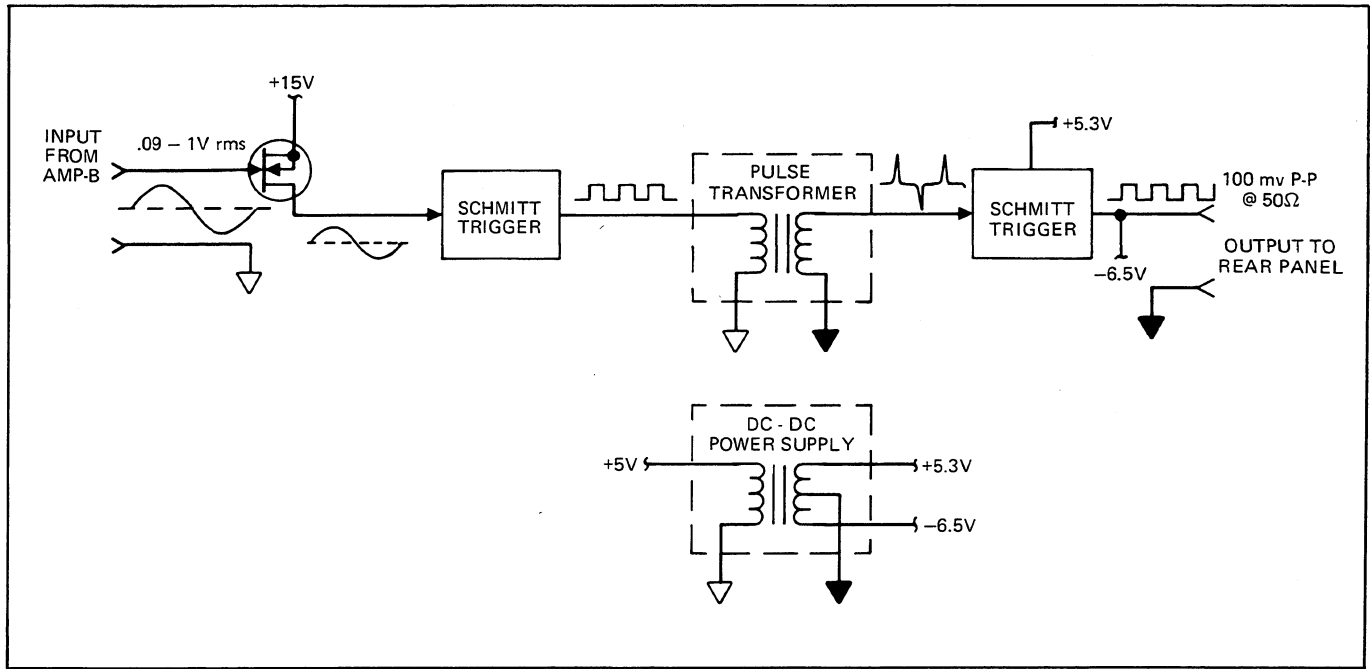 +15V
INPUT
FROM
AMP-B
.09 – 1V rms
SCHMITT
TRIGGER
PULSE
TRANSFORMER
+5.3V
SCHMITT
TRIGGER
100 mv P-P
@ 50Ω
–6.5V
OUTPUT TO
REAR PANEL
DC - DC
POWER SUPPLY
+5V
+5.3V
–6.5V